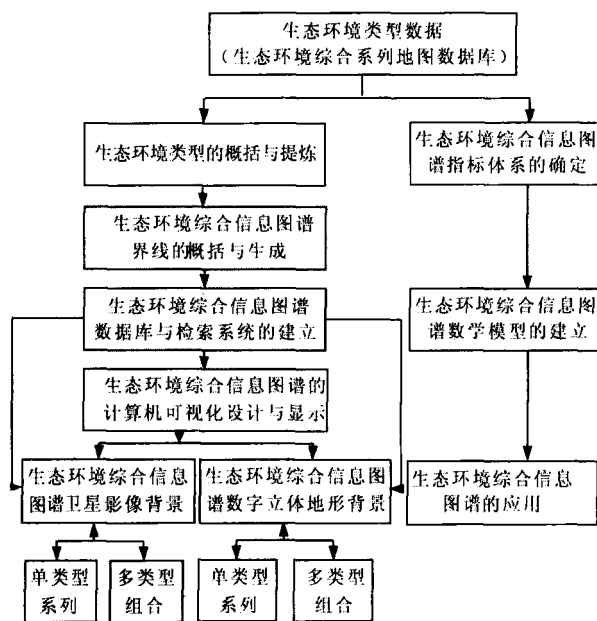 生态环境类型数据
（生态环境综合系列地图数据库）
生态环境类型的概括与提炼
生态环境综合信息图
谱指标体系的确定
生态环境综合信息图谱
界线的概括与生成
生态环境综合信息图谱
数据库与检索系统的建立
生态环境综合信息图
谱数学模型的建立
生态环境综合信息图谱的
计算机可视化设计与显示
生态环境综合信息
图谱卫星影像背景
生态环境综合信息图
谱数字立体地形背景
生态环境综合信息
图谱的应用
单类型
系列
多类型
组合
单类型
系列
多类型
组合